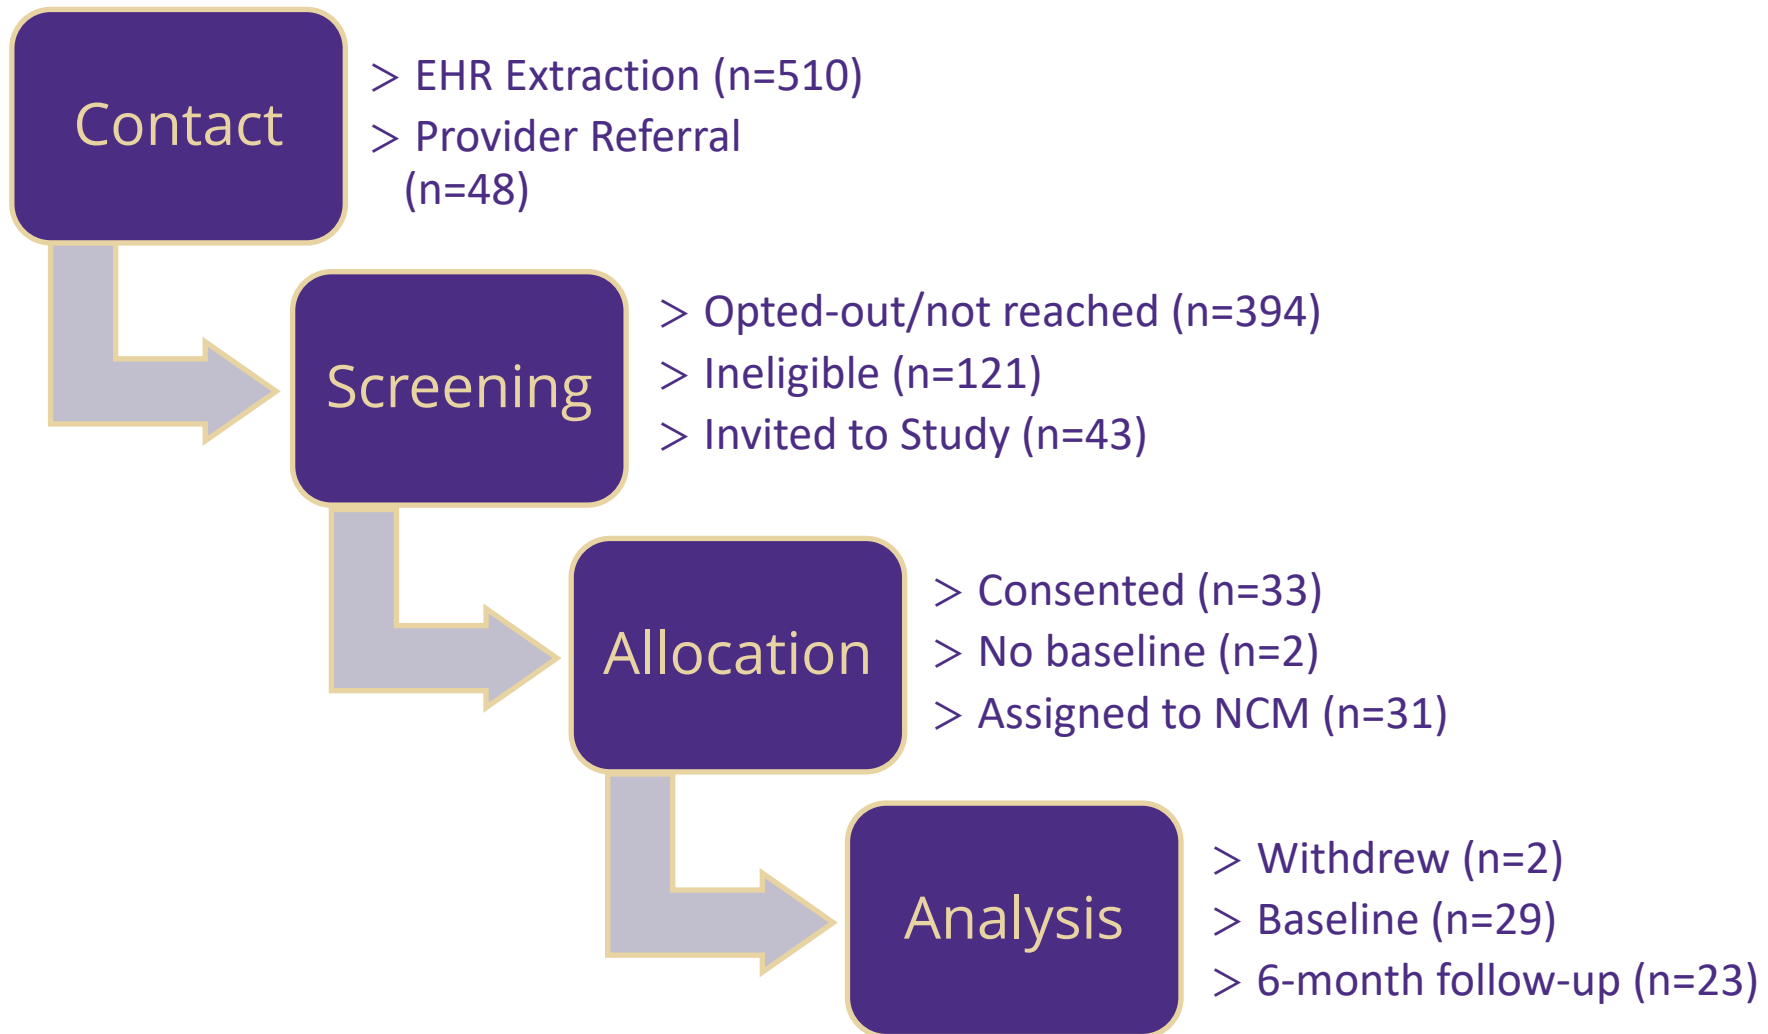 Contact
> EHR Extraction (n=510)
> Provider Referral
(n=48)
Screening
> Opted-out/not reached (n=394)
> Ineligible (n=121)
> Invited to Study (n=43)
Allocation
> Consented (n=33)
> No baseline (n=2)
> Assigned to NCM (n=31)
Analysis
> Withdrew (n=2)
> Baseline (n=29)
> 6-month follow-up (n=23)